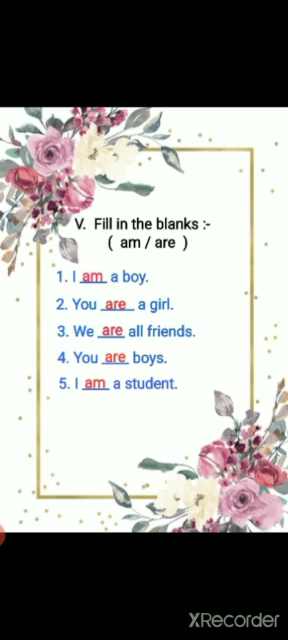 V. Fill in the blanks :-
( am / are )
1. I am a boy.
2. You are a girl.
3. We are all friends.
4. You are boys.
5. I am a student.
XRecorder